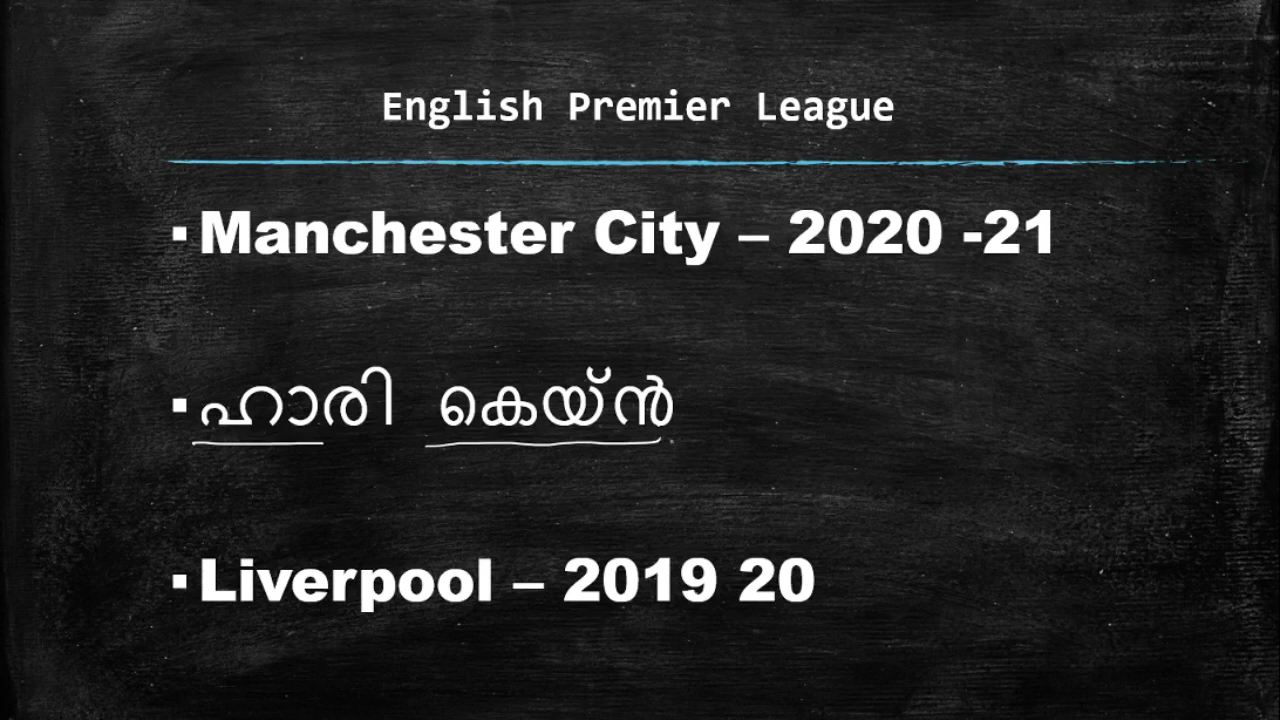 English Premier League
▪ Manchester City – 2020 -21
▪ ഹാരി കെയ്ൻ
▪ Liverpool – 2019 20